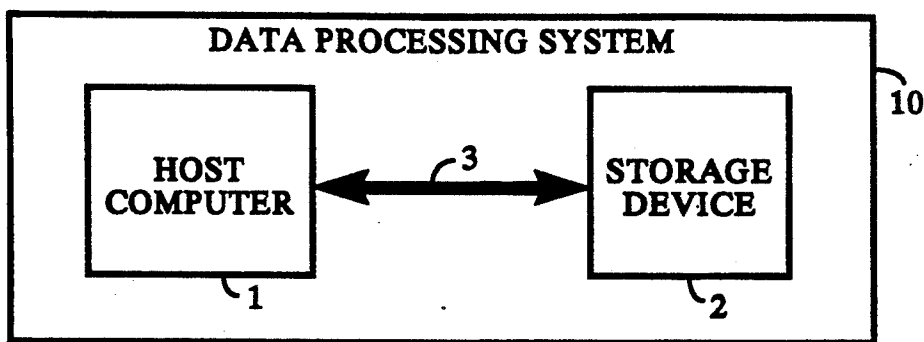 DATA PROCESSING SYSTEM
10
HOST
COMPUTER
3
STORAGE
DEVICE
1
2